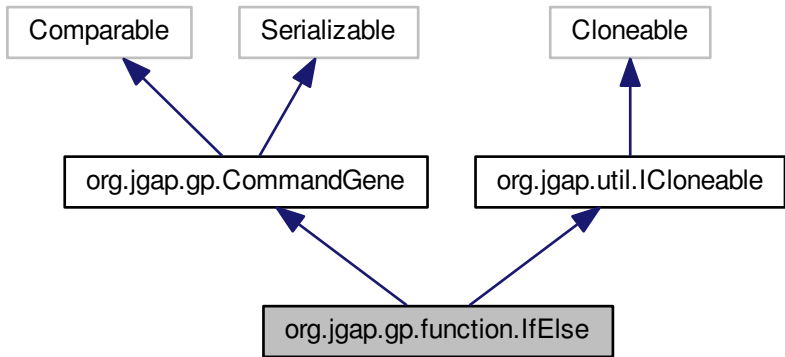 Comparable Serializable Cloneable
org.jgap.gp.CommandGene org.jgap.util.ICloneable
org.jgap.gp.function.IfElse